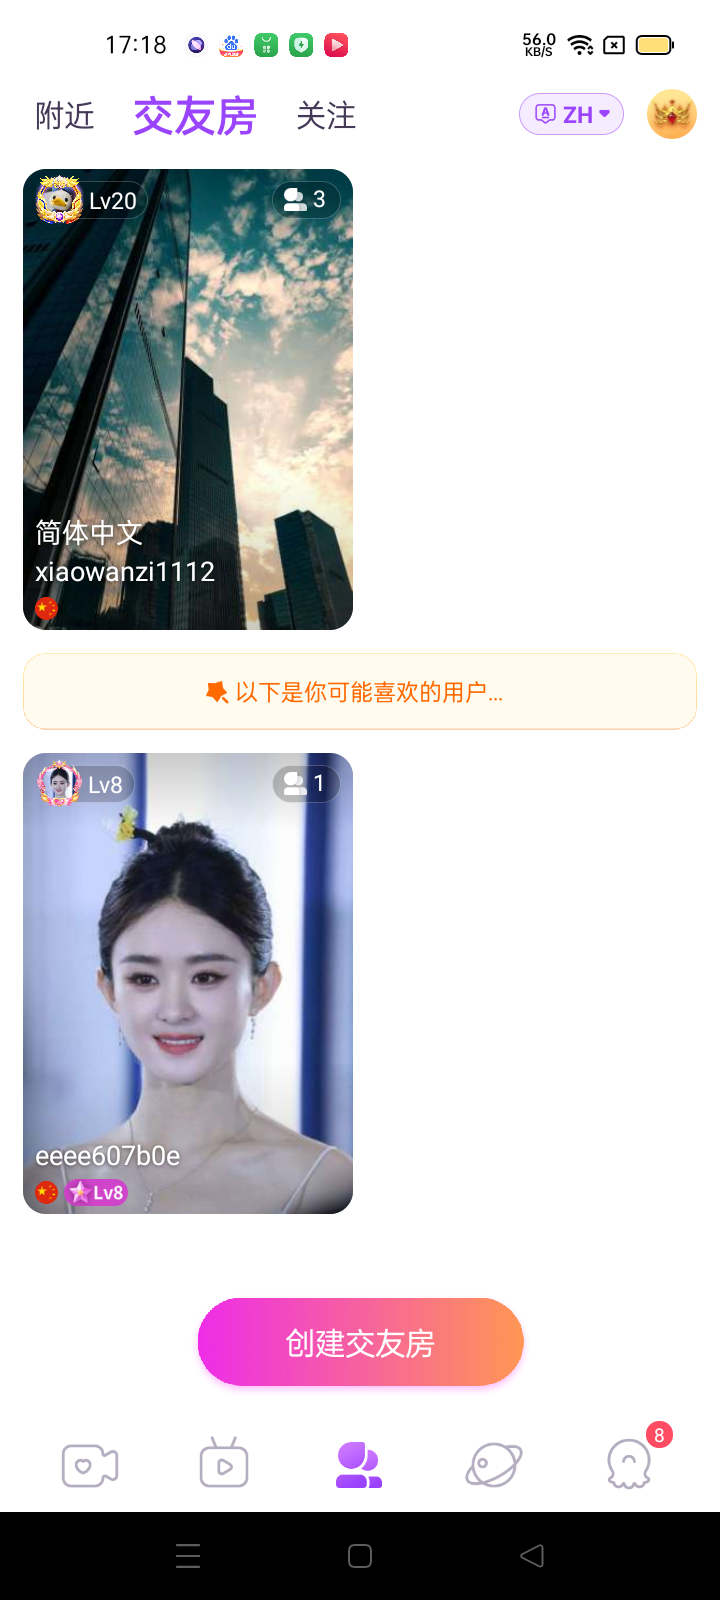 17:18
56.0
KB/S
附近
交友房
关注
ZH
Lv20
3
简体中文
xiaowanzi1112
以下是你可能喜欢的用户...
Lv8
1
eeee607b0e
Lv8
创建交友房
8